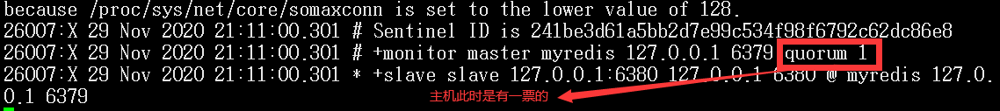 because /proc/sys/net/core/somaxconn is set to the lower value of 128.
26007:X 29 Nov 2020 21:11:00.301 # Sentinel ID is 241be3d61a5bb2d7e99c534f98f6792c62dc86e8
26007:X 29 Nov 2020 21:11:00.301 # +monitor master myredis 127.0.0.1 6379 quorum 1
26007:X 29 Nov 2020 21:11:00.301 * +slave slave 127.0.0.1:6380 127.0.0.1 6380 @ myredis 127.0.
0.1 6379
主机此时是有一票的